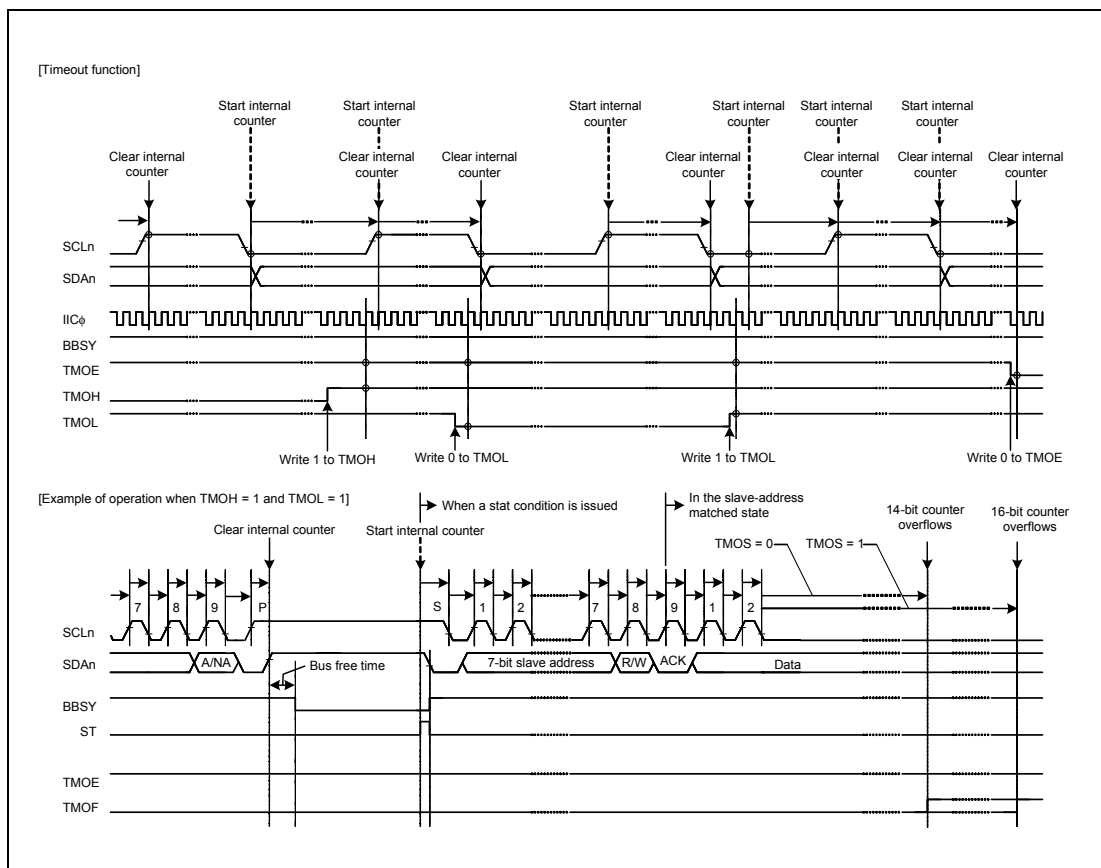 [Timeout function]
Start internal
counter
Start internal
counter
Start internal
counter
Start internal
counter
Start internal
counter
Start internal
counter
Clear internal
counter
Clear internal
counter
Clear internal
counter
Clear internal
counter
Clear internal
counter
Clear internal
counter
Clear internal
counter
SCLn
SDAn
IICϕ
BBSY
TMOE
TMOH
TMOL
Write 1 to TMOH
Write 0 to TMOL
Write 1 to TMOL
Write 0 to TMOE
[Example of operation when TMOH = 1 and TMOL = 1]
When a stat condition is issued
In the slave-address
matched state
Clear internal counter
Start internal counter
14-bit counter
overflows
16-bit counter
overflows
TMOS = 0
TMOS = 1
7 8 9 P S 1 2 7 8 9 1 2
SCLn
SDAn
A/NA
7-bit slave address
R/W
ACK
Data
Bus free time
BBSY
ST
TMOE
TMOF